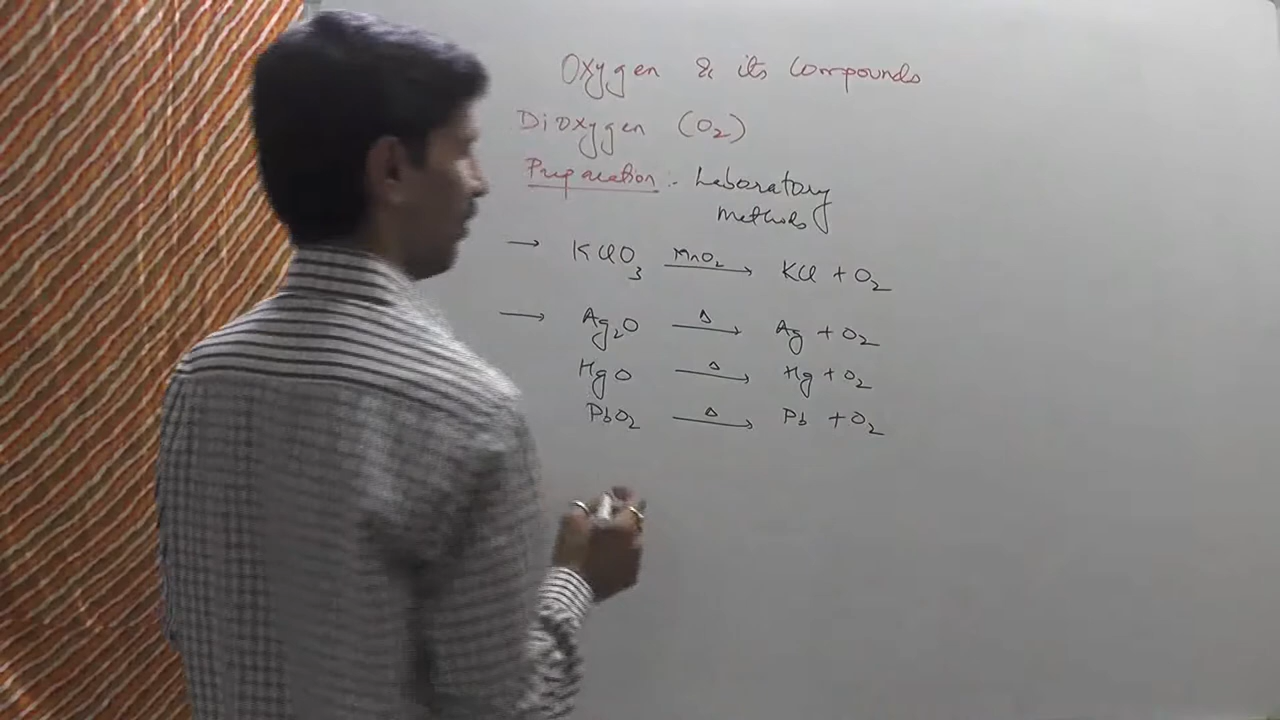 Oxygen & its Compounds
Dioxygen (O₂)
Preparation :- Laboratory
Methods
→ KClO₃ —MnO₂→ KCl + O₂
→ Ag₂O —Δ→ Ag + O₂
HgO —Δ→ Hg + O₂
PbO₂ —Δ→ Pb + O₂